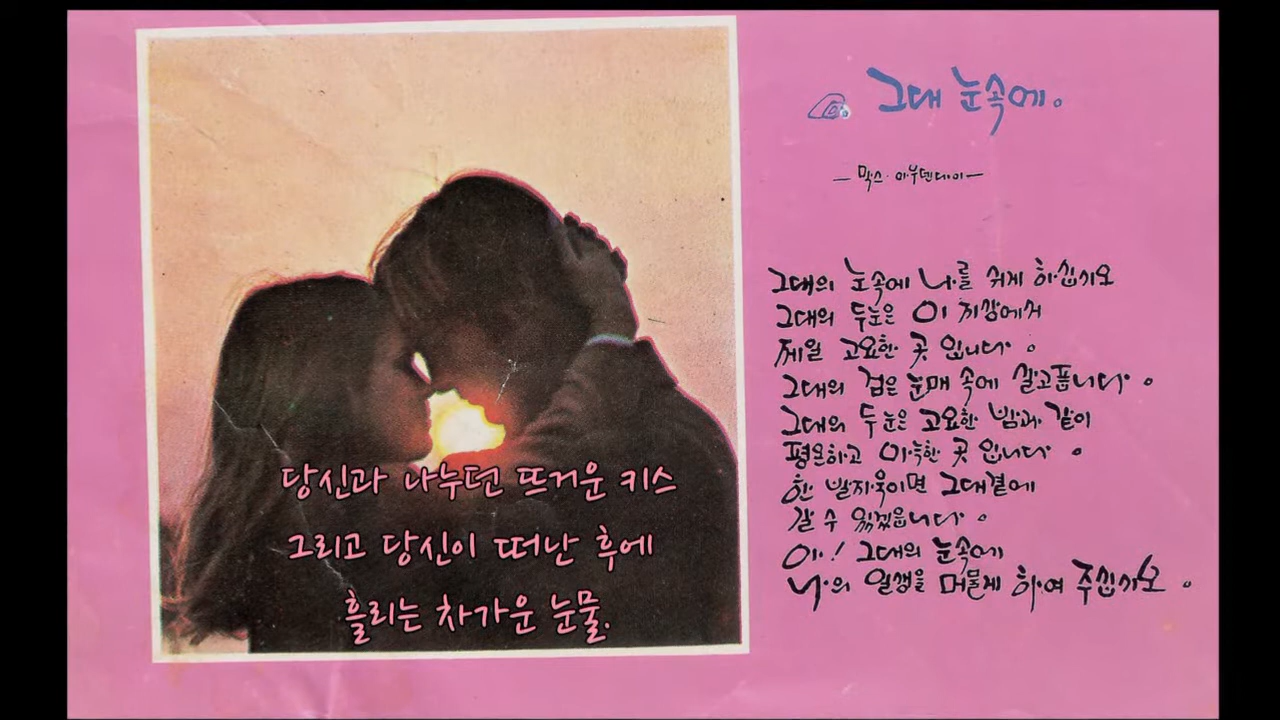 그대 눈속에.
— 막스·다우덴데이 —
그대의 눈속에 나를 쉬게 하십시오
그대의 두눈은 이 지상에서
제일 고요한 곳 입니다.
그대의 검은 눈매 속에 살고픕니다.
그대의 두눈은 고요한 밤과 같이
평온하고 아늑한 곳 입니다.
한 발자욱이면 그대곁에
갈 수 있겠읍니다.
아! 그대의 눈속에
나의 일생을 머물게 하여 주십시오.
당신과 나누던 뜨거운 키스
그리고 당신이 떠난 후에
흘리는 차가운 눈물.